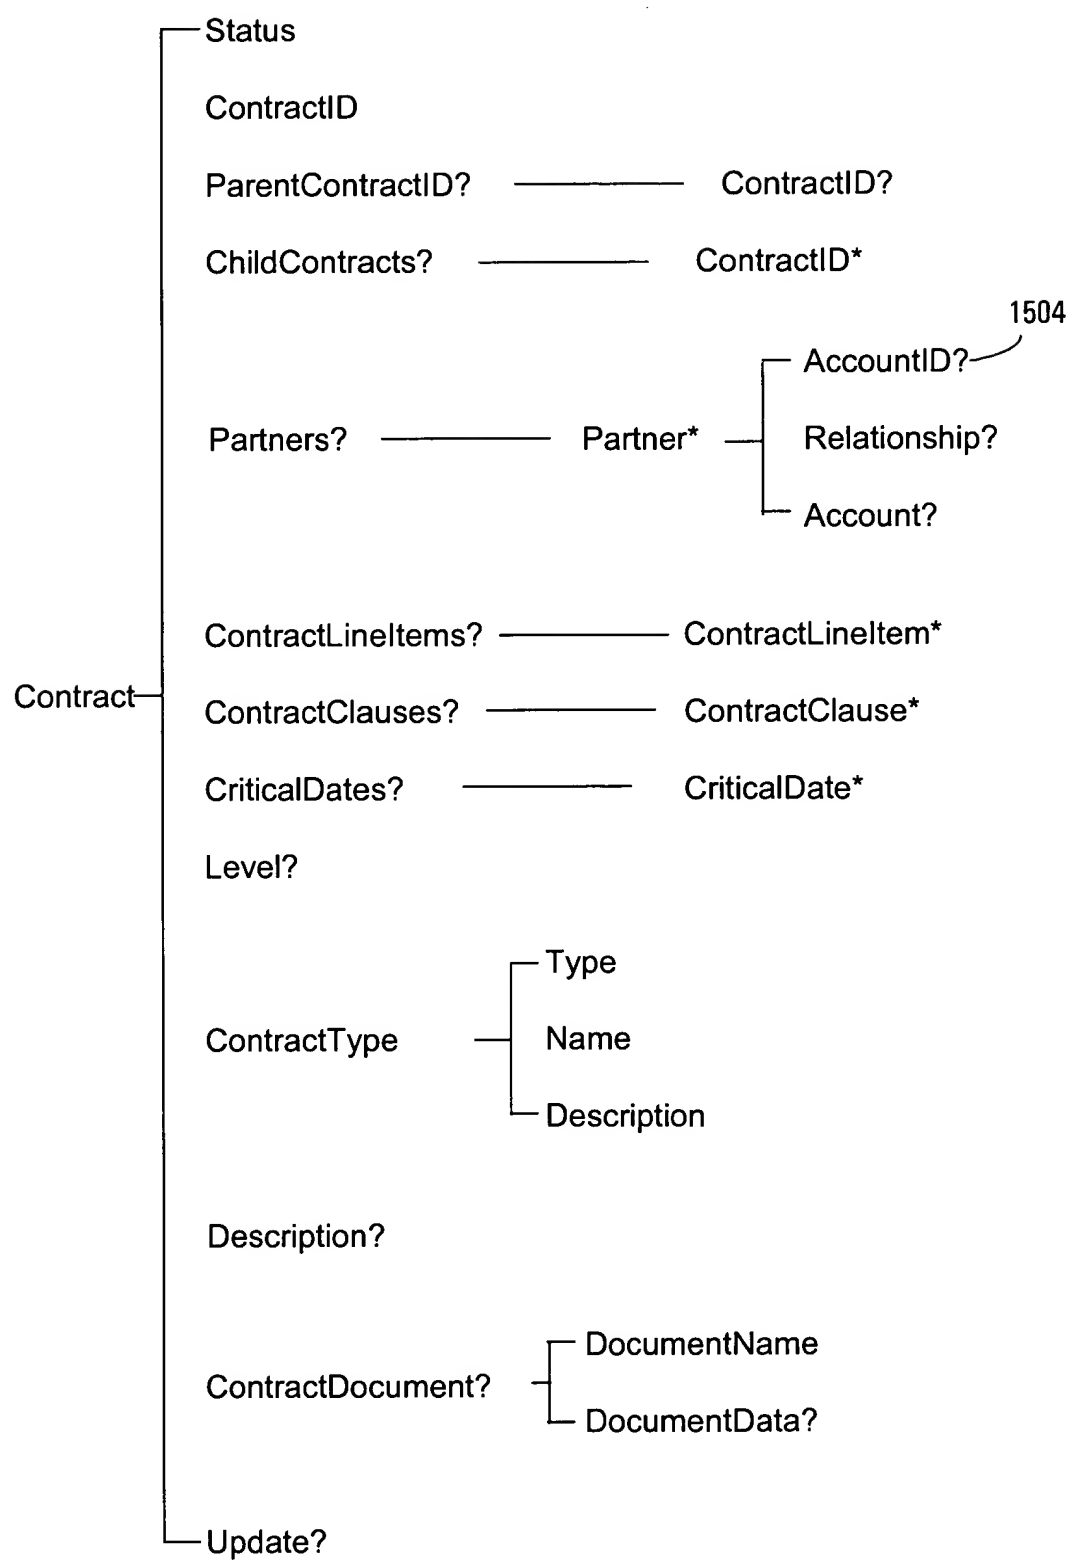 Status
ContractID
ParentContractID? ContractID?
ChildContracts? ContractID*
1504
AccountID?
Partners? Partner* Relationship?
Account?
ContractLineItems? ContractLineItem*
Contract
ContractClauses? ContractClause*
CriticalDates? CriticalDate*
Level?
Type
ContractType Name
Description
Description?
DocumentName
ContractDocument?
DocumentData?
Update?